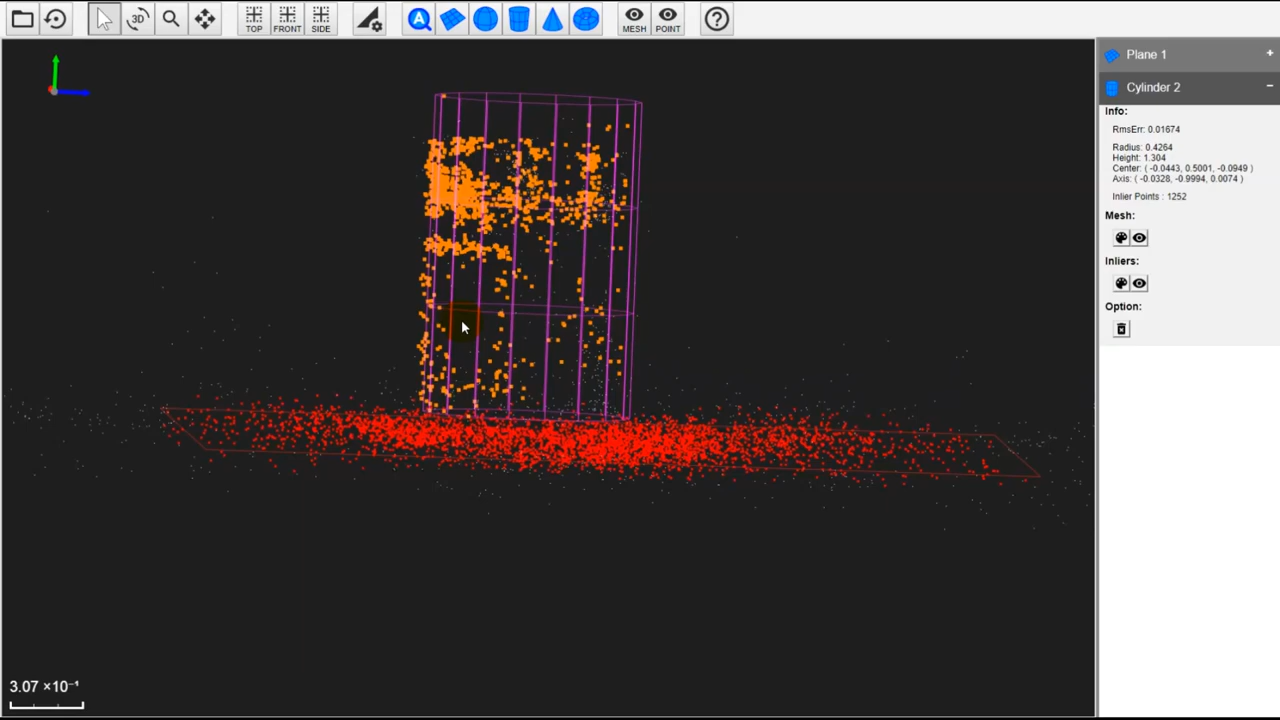 3D
TOP
FRONT
SIDE
A
MESH
POINT
?
Plane 1
+
Cylinder 2
−
Info:
RmsErr: 0.01674
Radius: 0.4264
Height: 1.304
Center: ( -0.0443, 0.5001, -0.0949 )
Axis: ( -0.0328, -0.9994, 0.0074 )
Inlier Points : 1252
Mesh:
Inliers:
Option:
3.07 ×10⁻¹